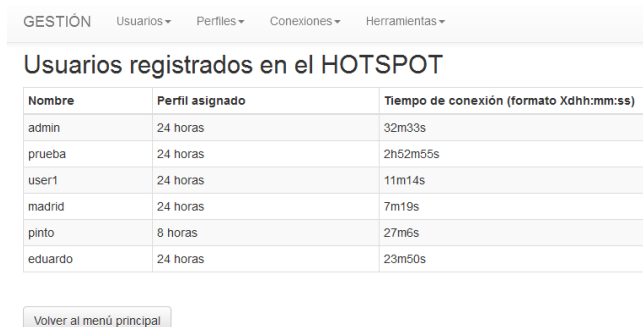 GESTIÓN Usuarios Perfiles Conexiones Herramientas
Usuarios registrados en el HOTSPOT
Nombre Perfil asignado Tiempo de conexión (formato Xdhh:mm:ss)
admin 24 horas 32m33s
prueba 24 horas 2h52m55s
user1 24 horas 11m14s
madrid 24 horas 7m19s
pinto 8 horas 27m6s
eduardo 24 horas 23m50s
Volver al menú principal